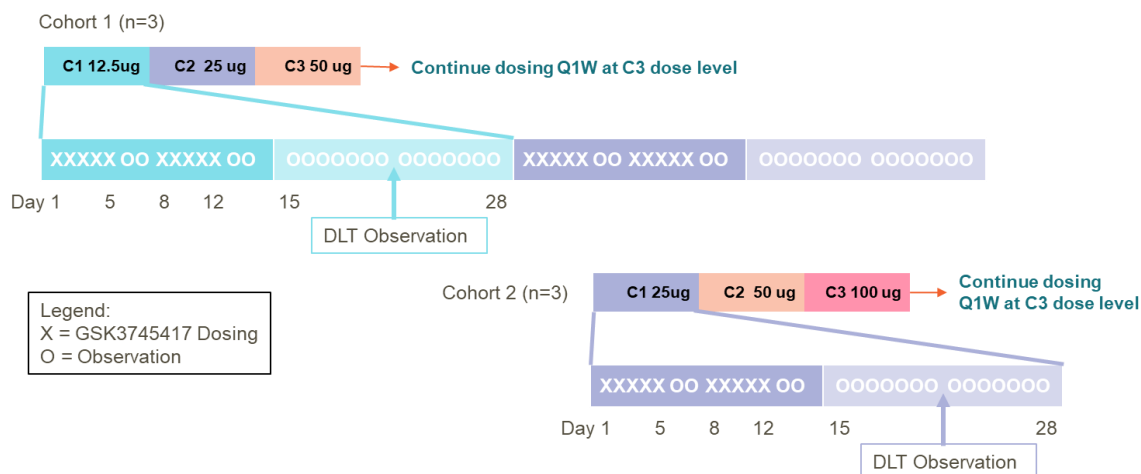 Cohort 1 (n=3)
C1 12.5ug C2 25 ug C3 50 ug Continue dosing Q1W at C3 dose level
XXXXX OO XXXXX OO OOOOOOO OOOOOOO XXXXX OO XXXXX OO OOOOOOO OOOOOOO
Day 1 5 8 12 15 28
DLT Observation
Cohort 2 (n=3) C1 25ug C2 50 ug C3 100 ug Continue dosing
Q1W at C3 dose level
Legend:
X = GSK3745417 Dosing
O = Observation
XXXXX OO XXXXX OO OOOOOOO OOOOOOO
Day 1 5 8 12 15 28
DLT Observation